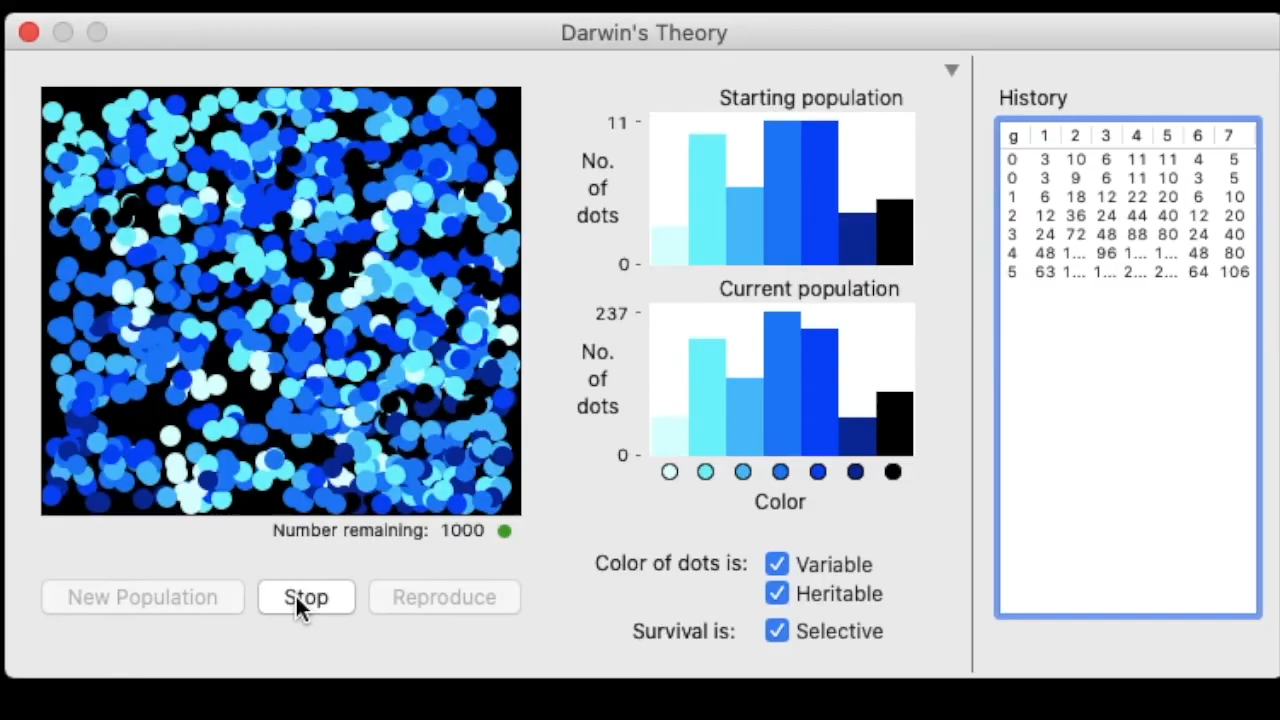 Darwin's Theory
Starting population
11 -
No.
of
dots
0 -
Current population
237 -
No.
of
dots
0 -
Color
Number remaining: 1000
New Population
Stop
Reproduce
Color of dots is:
Variable
Heritable
Survival is:
Selective
History
g 1 2 3 4 5 6 7
0 3 10 6 11 11 4 5
0 3 9 6 11 10 3 5
1 6 18 12 22 20 6 10
2 12 36 24 44 40 12 20
3 24 72 48 88 80 24 40
4 48 1... 96 1... 1... 48 80
5 63 1... 1... 2... 2... 64 106